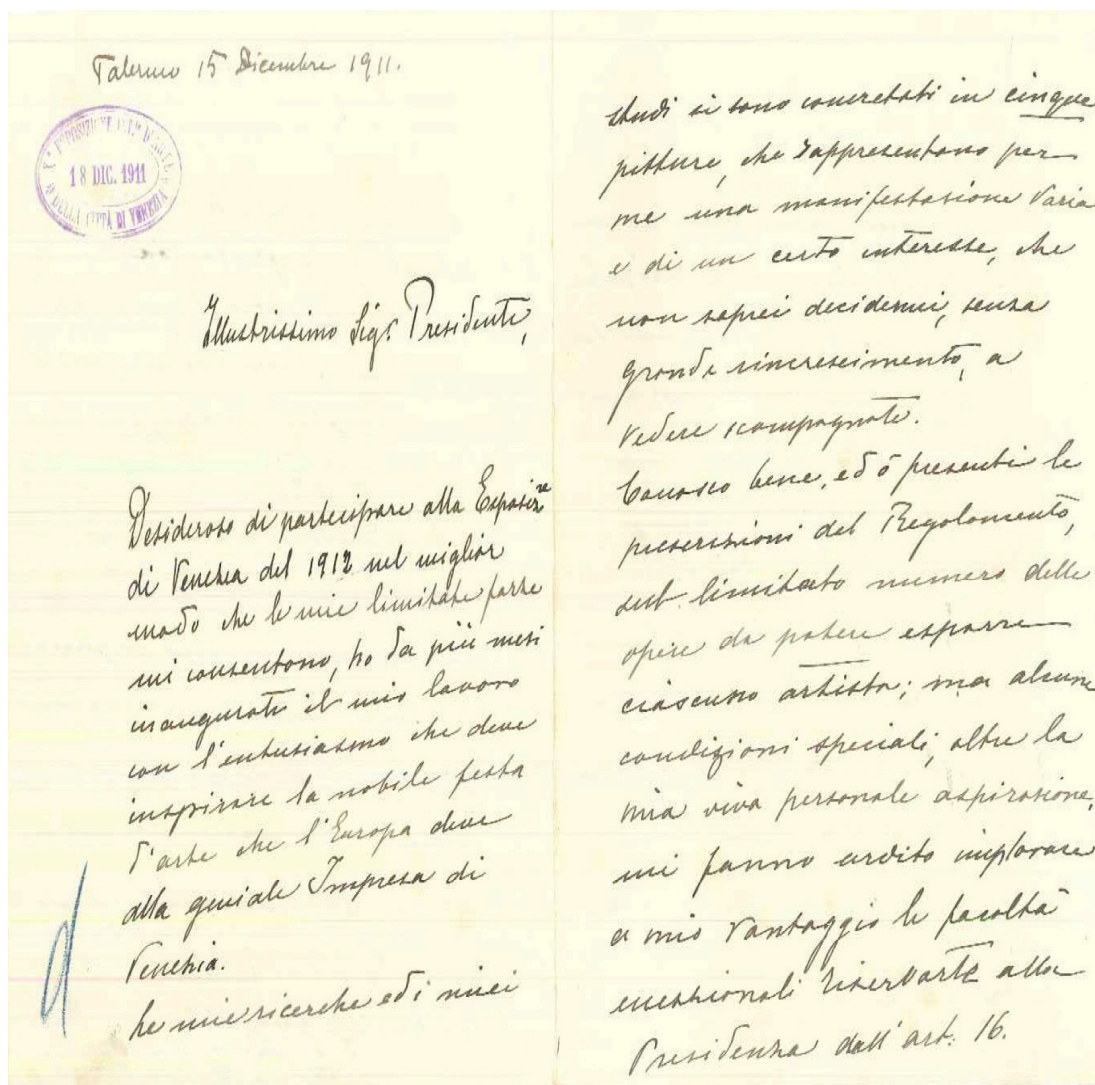 Palermo 15 Dicembre 1911.
Xª ESPOSIZIONE D'ARTE
18 DIC. 1911
DELLA CITTÀ DI VENEZIA
Illustrissimo Sigr. Presidente,
Desideroso di partecipare alla Esposizne
di Venezia del 1912 nel miglior
modo che le mie limitate forze
mi consentono, ho da più mesi
inaugurato il mio lavoro
con l'entusiasmo che deve
inspirare la nobile festa
d'arte che l'Europa deve
alla geniale Impresa di
Venezia.
Le mie ricerche ed i miei
studi si sono concretati in cinque
pitture, che rappresentano per
me una manifestazione varia
e di un certo interesse, che
non saprei decidermi, senza
grande rincrescimento, a
vedere scompagnate.
Conosco bene, ed ò presenti le
prescrizioni del Regolamento,
sul limitato numero delle
opere da potere esporre
ciascuno artista; ma alcune
condizioni speciali, oltre la
mia viva personale aspirazione,
mi fanno ardito implorare
a mio vantaggio le facoltà
eccezionali riservate alla
Presidenza dall'art. 16.